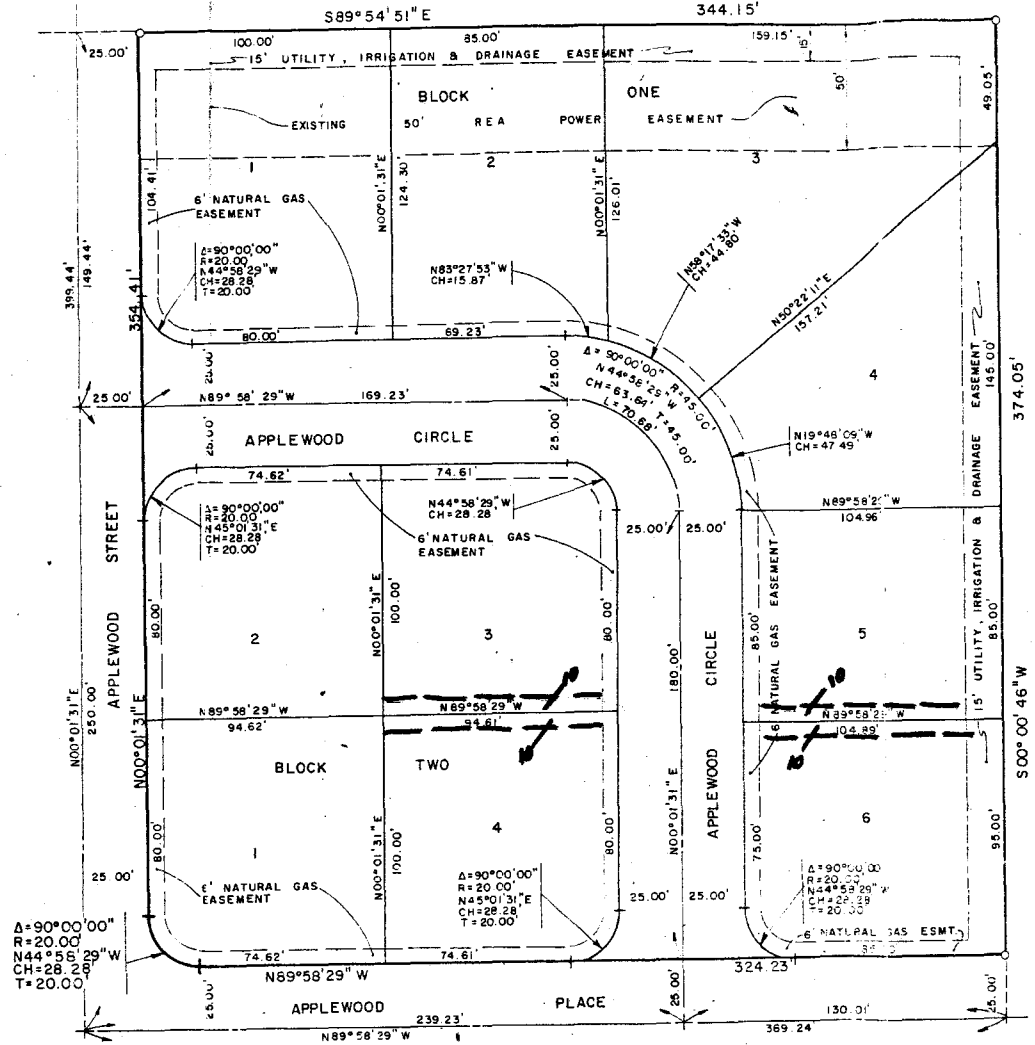 S89°54'51"E
344.15'
25.00'
100.00'
85.00'
159.15'
15'
15' UTILITY, IRRIGATION & DRAINAGE EASEMENT
50'
49.05'
BLOCK ONE
EXISTING 50' REA POWER EASEMENT
1
2
3
104.41'
N00°01'31"E
124.30'
N00°01'31"E
126.01'
6' NATURAL GAS
EASEMENT
399.44'
149.44'
354.41'
Δ=90°00'00"
R=20.00'
N44°58'29"W
CH=28.28'
T=20.00'
N83°27'53"W
CH=15.87'
N58°17'33"W
CH=44.80'
N50°22'11"E
157.21'
80.00'
69.23'
25.00'
25.00'
Δ= 90°00'00" R=45.00'
N44°58'29"W
CH=63.64' T=45.00'
L=70.68'
4
145.00'
374.05'
15' UTILITY, IRRIGATION & DRAINAGE EASEMENT
25.00'
N89°58'29"W
169.23'
APPLEWOOD CIRCLE
25.00'
25.00'
N19°48'09"W
CH=47.49'
74.62'
74.61'
Δ=90°00'00"
R=20.00'
N45°01'31"E
CH=28.28'
T=20.00'
N44°58'29"W
CH=28.28'
6' NATURAL GAS
EASEMENT
25.00'
25.00'
104.96'
APPLEWOOD STREET
80.00'
N00°01'31"E
100.00'
80.00'
180.00'
APPLEWOOD CIRCLE
85.00'
6' NATURAL GAS EASEMENT
85.00'
2
3
5
10
10
N00°01'31"E
250.00'
N00°01'31"E
N89°58'29"W
94.62'
N89°58'29"W
94.61'
N89°58'29"W
104.89'
S00°00'46"W
10
10
BLOCK TWO
1
4
6
80.00'
N00°01'31"E
100.00'
80.00'
N00°01'31"E
75.00'
95.00'
25.00'
6' NATURAL GAS
EASEMENT
Δ=90°00'00"
R=20.00'
N45°01'31"E
CH=28.28'
T=20.00'
25.00'
25.00'
Δ=90°00'00
R=20.00'
N44°58'29"W
CH=28.28
T=20.00'
6' NATURAL GAS ESMT.
Δ=90°00'00"
R=20.00'
N44°58'29"W
CH=28.28'
T=20.00'
74.62'
74.61'
N89°58'29"W
324.23'
25.00'
APPLEWOOD PLACE
25.00'
25.00'
239.23'
130.01'
N89°58'29"W
369.24